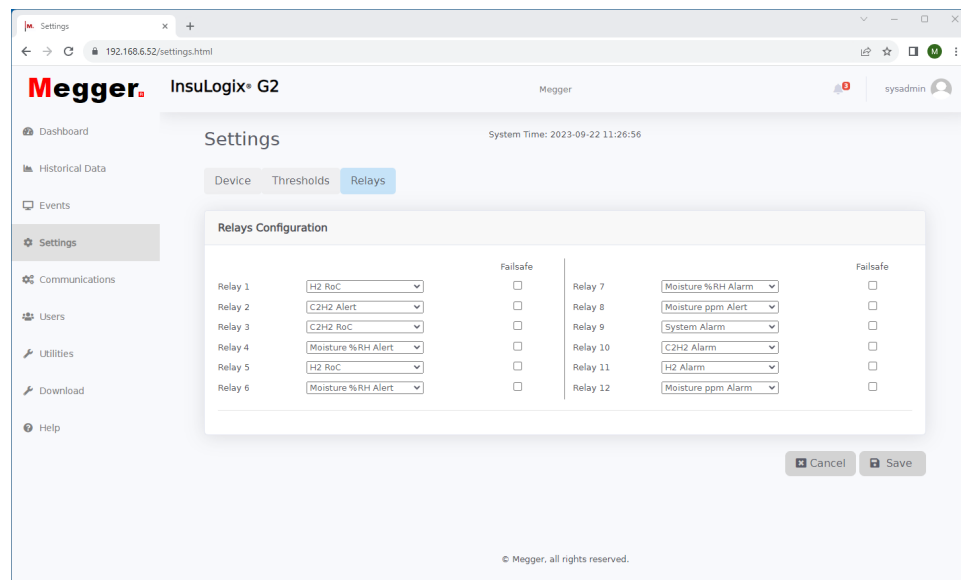 M. Settings
192.168.6.52/settings.html
M
Megger.
InsuLogix® G2
Megger
3
sysadmin
Dashboard
Historical Data
Events
Settings
Communications
Users
Utilities
Download
Help
Settings
System Time: 2023-09-22 11:26:56
Device Thresholds Relays
Relays Configuration
Failsafe Failsafe
Relay 1 H2 RoC Relay 7 Moisture %RH Alarm
Relay 2 C2H2 Alert Relay 8 Moisture ppm Alert
Relay 3 C2H2 RoC Relay 9 System Alarm
Relay 4 Moisture %RH Alert Relay 10 C2H2 Alarm
Relay 5 H2 RoC Relay 11 H2 Alarm
Relay 6 Moisture %RH Alert Relay 12 Moisture ppm Alarm
Cancel Save
© Megger, all rights reserved.